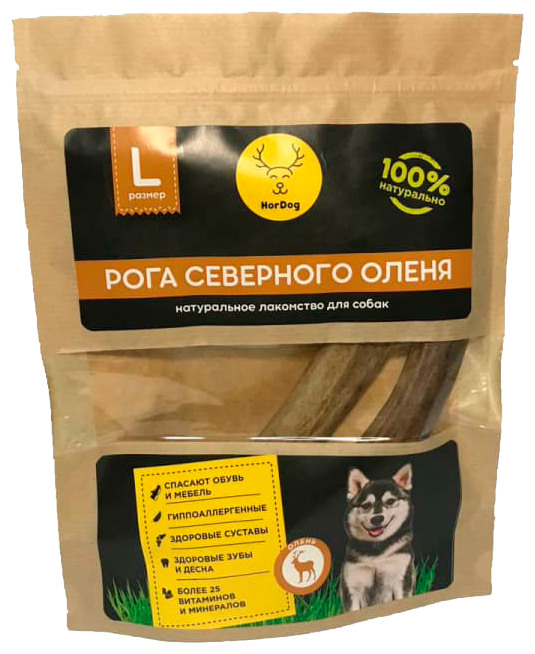 L
размер
HorDog
100%
натурально
РОГА СЕВЕРНОГО ОЛЕНЯ
натуральное лакомство для собак
СПАСАЮТ ОБУВЬ
И МЕБЕЛЬ
ГИППОАЛЛЕРГЕННЫЕ
ЗДОРОВЫЕ СУСТАВЫ
ЗДОРОВЫЕ ЗУБЫ
И ДЕСНА
БОЛЕЕ 25
ВИТАМИНОВ
И МИНЕРАЛОВ
ОЛЕНЬ